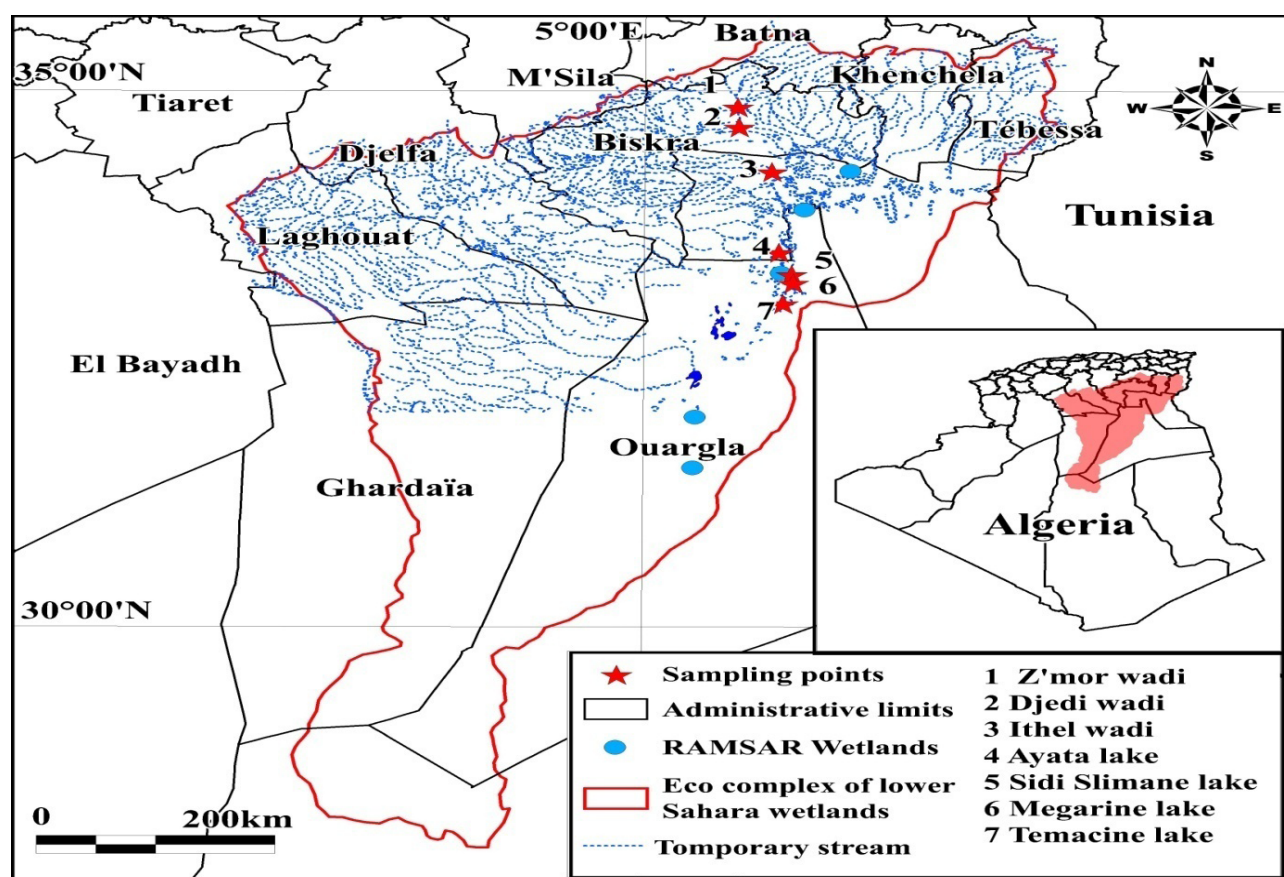 5°00'E
Batna
35°00'N
M'Sila
1
Khenchela
Tiaret
2
Biskra
Tébessa
Djelfa
3
Tunisia
Laghouat
4
5
6
7
El Bayadh
Ouargla
Ghardaïa
30°00'N
0
200km
N
W
E
S
Algeria
Sampling points
Administrative limits
RAMSAR Wetlands
Eco complex of lower
Sahara wetlands
Tomporary stream
1 Z'mor wadi
2 Djedi wadi
3 Ithel wadi
4 Ayata lake
5 Sidi Slimane lake
6 Megarine lake
7 Temacine lake